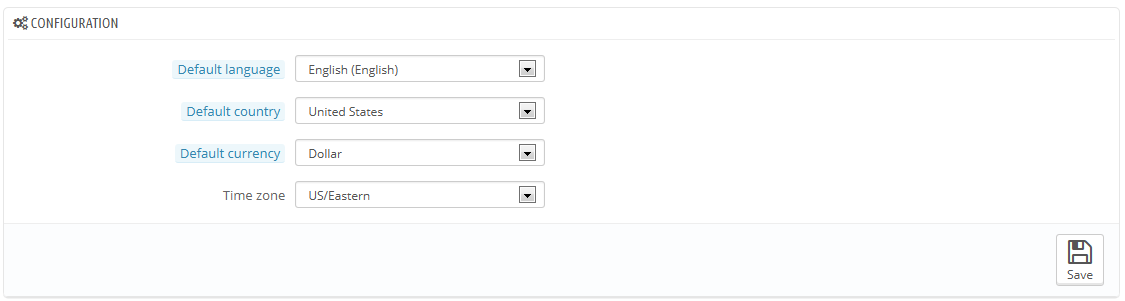 CONFIGURATION
Default language English (English)
Default country United States
Default currency Dollar
Time zone US/Eastern
Save